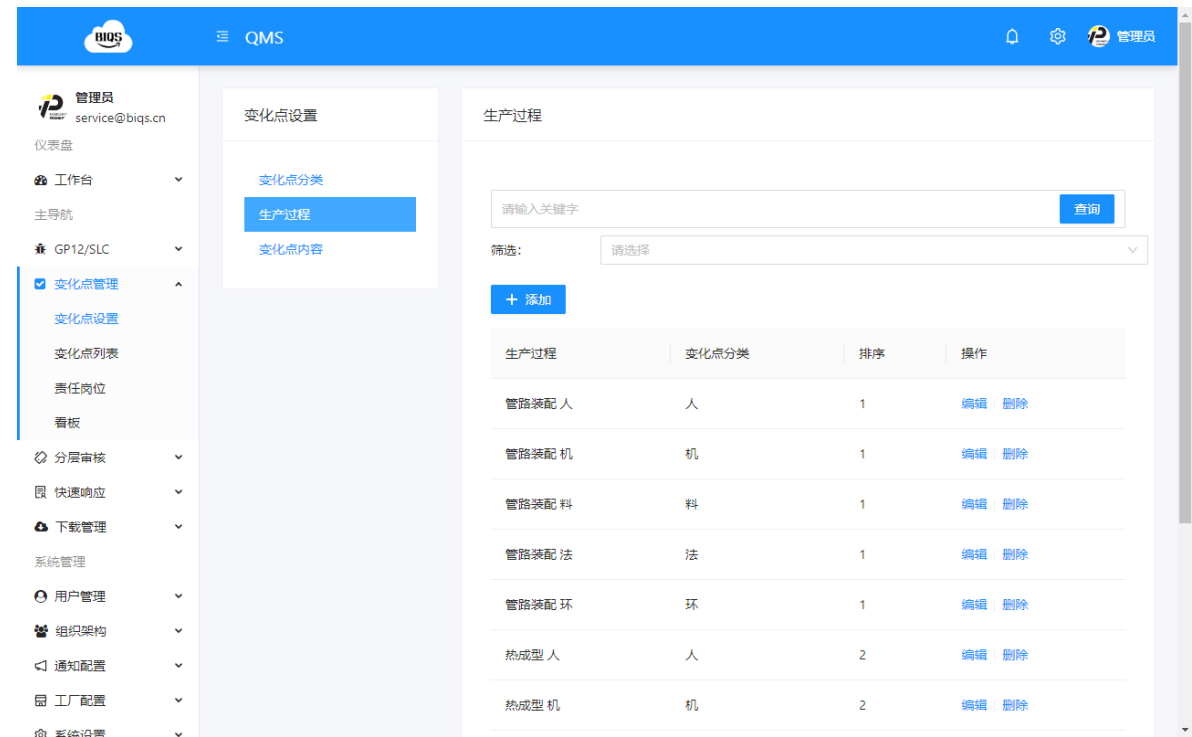 BIQS
QMS
管理员
管理员
service@biqs.cn
仪表盘
工作台
主导航
GP12/SLC
变化点管理
变化点设置
变化点列表
责任岗位
看板
分层审核
快速响应
下载管理
系统管理
用户管理
组织架构
通知配置
工厂配置
系统设置
变化点设置
变化点分类
生产过程
变化点内容
生产过程
请输入关键字 查询
筛选: 请选择
+ 添加
生产过程 变化点分类 排序 操作
管路装配 人 人 1 编辑 删除
管路装配 机 机 1 编辑 删除
管路装配 料 料 1 编辑 删除
管路装配 法 法 1 编辑 删除
管路装配 环 环 1 编辑 删除
热成型 人 人 2 编辑 删除
热成型 机 机 2 编辑 删除